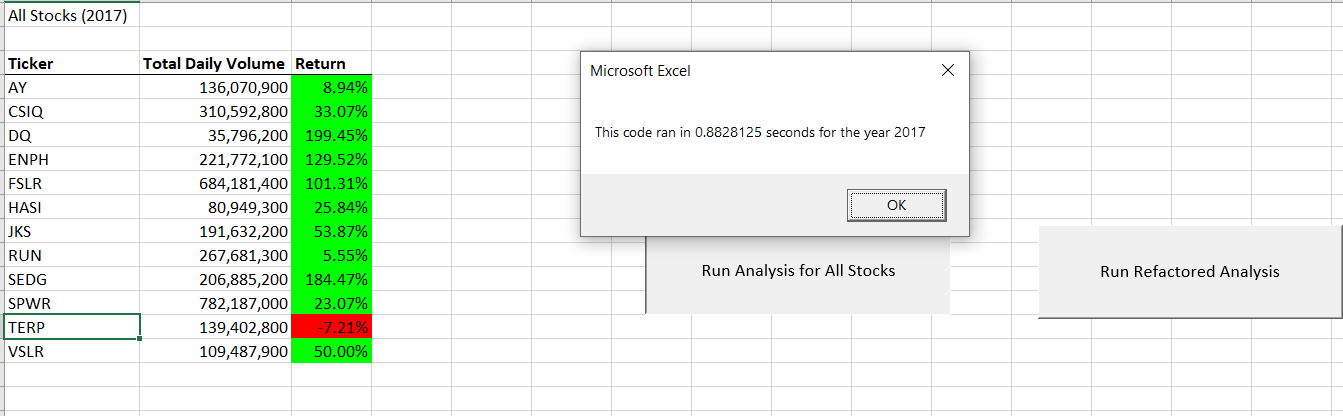 All Stocks (2017)
Ticker Total Daily Volume Return
AY 136,070,900 8.94%
CSIQ 310,592,800 33.07%
DQ 35,796,200 199.45%
ENPH 221,772,100 129.52%
FSLR 684,181,400 101.31%
HASI 80,949,300 25.84%
JKS 191,632,200 53.87%
RUN 267,681,300 5.55%
SEDG 206,885,200 184.47%
SPWR 782,187,000 23.07%
TERP 139,402,800 -7.21%
VSLR 109,487,900 50.00%
Microsoft Excel
This code ran in 0.8828125 seconds for the year 2017
OK
Run Analysis for All Stocks
Run Refactored Analysis